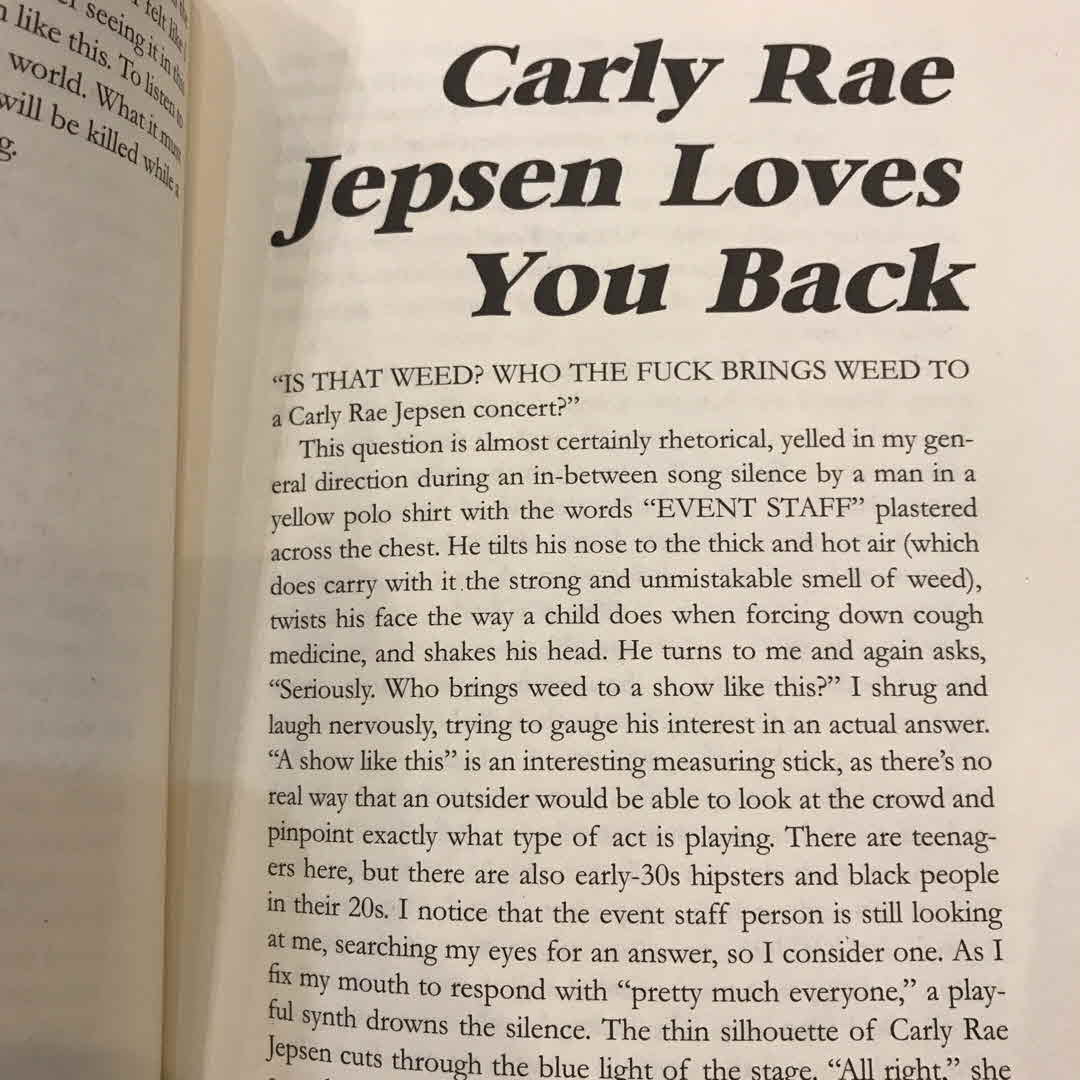 felt like I
seeing it in this
like this. To listen to
world. What it must
will be killed while a
g.
Carly Rae
Jepsen Loves
You Back
“IS THAT WEED? WHO THE FUCK BRINGS WEED TO
a Carly Rae Jepsen concert?”
This question is almost certainly rhetorical, yelled in my gen-
eral direction during an in-between song silence by a man in a
yellow polo shirt with the words “EVENT STAFF” plastered
across the chest. He tilts his nose to the thick and hot air (which
does carry with it the strong and unmistakable smell of weed),
twists his face the way a child does when forcing down cough
medicine, and shakes his head. He turns to me and again asks,
“Seriously. Who brings weed to a show like this?” I shrug and
laugh nervously, trying to gauge his interest in an actual answer.
“A show like this” is an interesting measuring stick, as there’s no
real way that an outsider would be able to look at the crowd and
pinpoint exactly what type of act is playing. There are teenag-
ers here, but there are also early-30s hipsters and black people
in their 20s. I notice that the event staff person is still looking
at me, searching my eyes for an answer, so I consider one. As I
fix my mouth to respond with “pretty much everyone,” a play-
ful synth drowns the silence. The thin silhouette of Carly Rae
Jepsen cuts through the blue light of the stage. “All right,” she